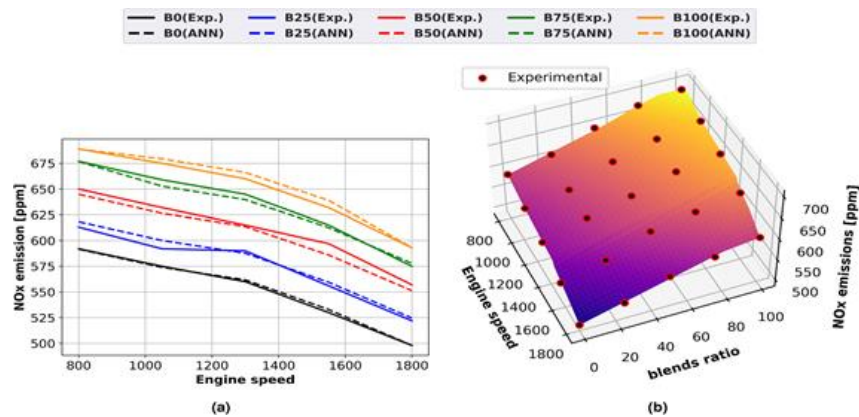 B0(Exp.) B25(Exp.) B50(Exp.) B75(Exp.) B100(Exp.)
B0(ANN) B25(ANN) B50(ANN) B75(ANN) B100(ANN)
NOx emission [ppm]
675
650
625
600
575
550
525
500
800 1000 1200 1400 1600 1800
Engine speed
(a)
Experimental
700
650
600
550
500
NOx emissions [ppm]
800
1000
1200
1400
1600
1800
Engine speed
0 20 40 60 80 100
blends ratio
(b)